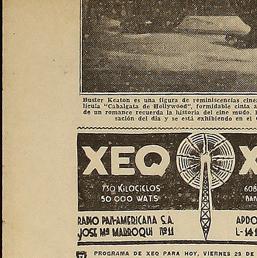 Buster Keaton es una figura de reminiscencias cine
lícula "Cabalgata de Hollywood", formidable cinta a
de un romance recuerda la historia del cine mudo.
sación del día y se está exhibiendo en el
XEQ X
730 KILOCICLOS 608
50 000 WATS BAN
RADIO PANAMERICANA S.A. APDO
JOSE Mª MARROQUI Nº11 L-14
PROGRAMA DE XEQ PARA HOY, VIERNES 29 DE